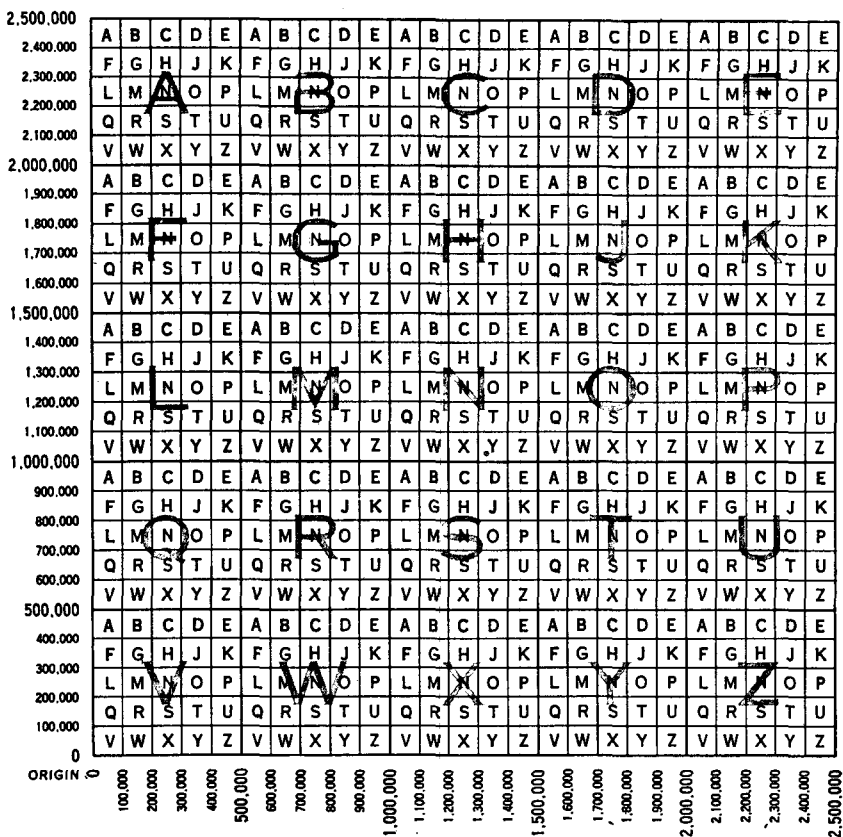 2,500,000
A B C D E A B C D E A B C D E A B C D E A B C D E
2,400,000
F G H J K F G H J K F G H J K F G H J K F G H J K
2,300,000
L M N O P L M N O P L M N O P L M N O P L M N O P
A B C D E
2,200,000
Q R S T U Q R S T U Q R S T U Q R S T U Q R S T U
2,100,000
V W X Y Z V W X Y Z V W X Y Z V W X Y Z V W X Y Z
2,000,000
A B C D E A B C D E A B C D E A B C D E A B C D E
1,900,000
F G H J K F G H J K F G H J K F G H J K F G H J K
1,800,000
L M N O P L M N O P L M N O P L M N O P L M N O P
F G H J K
1,700,000
Q R S T U Q R S T U Q R S T U Q R S T U Q R S T U
1,600,000
V W X Y Z V W X Y Z V W X Y Z V W X Y Z V W X Y Z
1,500,000
A B C D E A B C D E A B C D E A B C D E A B C D E
1,400,000
F G H J K F G H J K F G H J K F G H J K F G H J K
1,300,000
L M N O P L M N O P L M N O P L M N O P L M N O P
L M N O P
1,200,000
Q R S T U Q R S T U Q R S T U Q R S T U Q R S T U
1,100,000
V W X Y Z V W X Y Z V W X Y Z V W X Y Z V W X Y Z
1,000,000
A B C D E A B C D E A B C D E A B C D E A B C D E
900,000
F G H J K F G H J K F G H J K F G H J K F G H J K
800,000
L M N O P L M N O P L M N O P L M N O P L M N O P
Q R S T U
700,000
Q R S T U Q R S T U Q R S T U Q R S T U Q R S T U
600,000
V W X Y Z V W X Y Z V W X Y Z V W X Y Z V W X Y Z
500,000
A B C D E A B C D E A B C D E A B C D E A B C D E
400,000
F G H J K F G H J K F G H J K F G H J K F G H J K
300,000
L M N O P L M N O P L M N O P L M N O P L M N O P
V W X Y Z
200,000
Q R S T U Q R S T U Q R S T U Q R S T U Q R S T U
100,000
V W X Y Z V W X Y Z V W X Y Z V W X Y Z V W X Y Z
0
ORIGIN 0 100,000 200,000 300,000 400,000 500,000 600,000 700,000 800,000 900,000 1,000,000 1,100,000 1,200,000 1,300,000 1,400,000 1,500,000 1,600,000 1,700,000 1,800,000 1,900,000 2,000,000 2,100,000 2,200,000 2,300,000 2,400,000 2,500,000